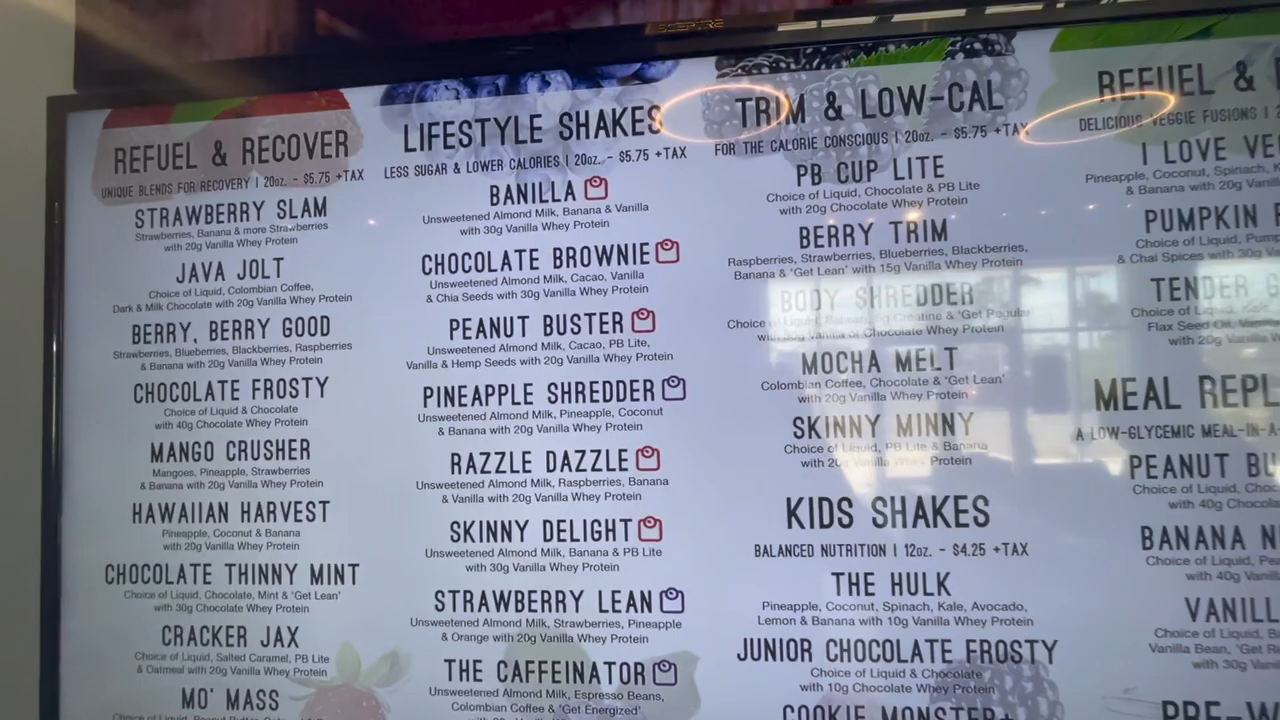 SCEPTRE
REFUEL & RECOVER
UNIQUE BLENDS FOR RECOVERY | 20oz. - $5.75 +TAX
STRAWBERRY SLAM
Strawberries, Banana & more Strawberries
with 20g Vanilla Whey Protein
JAVA JOLT
Choice of Liquid, Colombian Coffee,
Dark & Milk Chocolate with 20g Vanilla Whey Protein
BERRY, BERRY GOOD
Strawberries, Blueberries, Blackberries, Raspberries
& Banana with 20g Vanilla Whey Protein
CHOCOLATE FROSTY
Choice of Liquid & Chocolate
with 40g Chocolate Whey Protein
MANGO CRUSHER
Mangoes, Pineapple, Strawberries
& Banana with 20g Vanilla Whey Protein
HAWAIIAN HARVEST
Pineapple, Coconut & Banana
with 20g Vanilla Whey Protein
CHOCOLATE THINNY MINT
Choice of Liquid, Chocolate, Mint & 'Get Lean'
with 30g Chocolate Whey Protein
CRACKER JAX
Choice of Liquid, Salted Caramel, PB Lite
& Oatmeal with 20g Vanilla Whey Protein
MO' MASS
LIFESTYLE SHAKES
LESS SUGAR & LOWER CALORIES | 20oz. - $5.75 +TAX
BANILLA
Unsweetened Almond Milk, Banana & Vanilla
with 30g Vanilla Whey Protein
CHOCOLATE BROWNIE
Unsweetened Almond Milk, Cacao, Vanilla
& Chia Seeds with 30g Vanilla Whey Protein
PEANUT BUSTER
Unsweetened Almond Milk, Cacao, PB Lite,
Vanilla & Hemp Seeds with 20g Vanilla Whey Protein
PINEAPPLE SHREDDER
Unsweetened Almond Milk, Pineapple, Coconut
& Banana with 20g Vanilla Whey Protein
RAZZLE DAZZLE
Unsweetened Almond Milk, Raspberries, Banana
& Vanilla with 20g Vanilla Whey Protein
SKINNY DELIGHT
Unsweetened Almond Milk, Banana & PB Lite
with 30g Vanilla Whey Protein
STRAWBERRY LEAN
Unsweetened Almond Milk, Strawberries, Pineapple
& Orange with 20g Vanilla Whey Protein
THE CAFFEINATOR
Unsweetened Almond Milk, Espresso Beans,
Colombian Coffee & 'Get Energized'
TRIM & LOW-CAL
FOR THE CALORIE CONSCIOUS | 20oz. - $5.75 +TAX
PB CUP LITE
Choice of Liquid, Chocolate & PB Lite
with 20g Chocolate Whey Protein
BERRY TRIM
Raspberries, Strawberries, Blueberries, Blackberries,
Banana & 'Get Lean' with 15g Vanilla Whey Protein
BODY SHREDDER
Choice of Liquid, Creatine & 'Get Popular'
Vanilla or Chocolate Whey Protein
MOCHA MELT
Colombian Coffee, Chocolate & 'Get Lean'
with 20g Vanilla Whey Protein
SKINNY MINNY
Choice of Liquid, PB Lite & Banana
with 20g Vanilla Whey Protein
KIDS SHAKES
BALANCED NUTRITION | 12oz. - $4.25 +TAX
THE HULK
Pineapple, Coconut, Spinach, Kale, Avocado,
Lemon & Banana with 10g Vanilla Whey Protein
JUNIOR CHOCOLATE FROSTY
Choice of Liquid & Chocolate
with 10g Chocolate Whey Protein
COOKIE MONSTER+
REFUEL &
DELICIOUS VEGGIE FUSIONS |
I LOVE VE
Pineapple, Coconut, Spinach,
& Banana with 20g
PUMPKIN
Choice of Liquid,
& Chai Spices with 30g
TENDER
Choice of
Flax Seed Oil,
with 20g
MEAL REPL
A LOW-GLYCEMIC MEAL-IN-A-
PEANUT BU
Choice of Liquid,
with 40g
BANANA N
Choice of Liquid,
with 40g
VANILL
Choice of Liquid,
Vanilla Bean, 'Get
with 30g
PRE-W